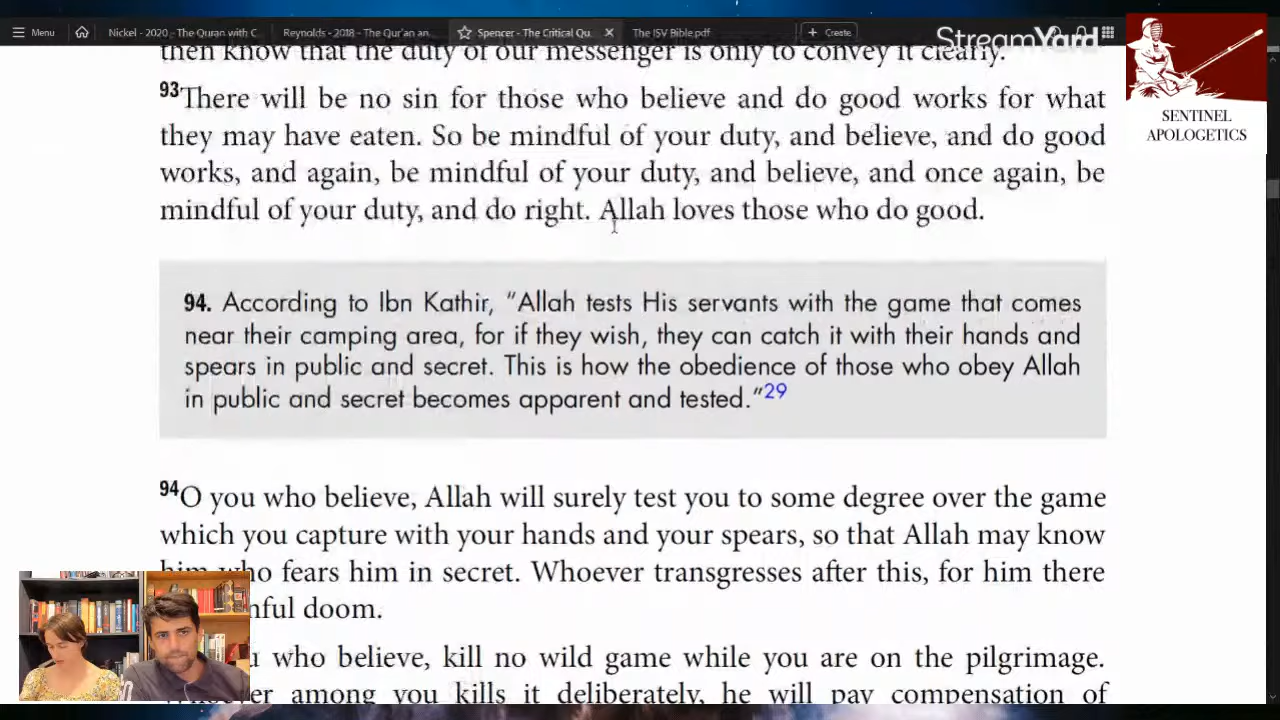 Menu
Nickel - 2020 _ The Quran with C
Reynolds - 2018 - The Qur'an an
Spencer - The Critical Qu.
The ISV Bible.pdf
Create
StreamYard
SENTINEL
APOLOGETICS
then know that the duty of our messenger is only to convey it clearly.
93There will be no sin for those who believe and do good works for what
they may have eaten. So be mindful of your duty, and believe, and do good
works, and again, be mindful of your duty, and believe, and once again, be
mindful of your duty, and do right. Allah loves those who do good.
94. According to Ibn Kathir, "Allah tests His servants with the game that comes
near their camping area, for if they wish, they can catch it with their hands and
spears in public and secret. This is how the obedience of those who obey Allah
in public and secret becomes apparent and tested."29
94O you who believe, Allah will surely test you to some degree over the game
which you capture with your hands and your spears, so that Allah may know
him who fears him in secret. Whoever transgresses after this, for him there
nful doom.
who believe, kill no wild game while you are on the pilgrimage.
among you kills it deliberately, he will pay compensation of